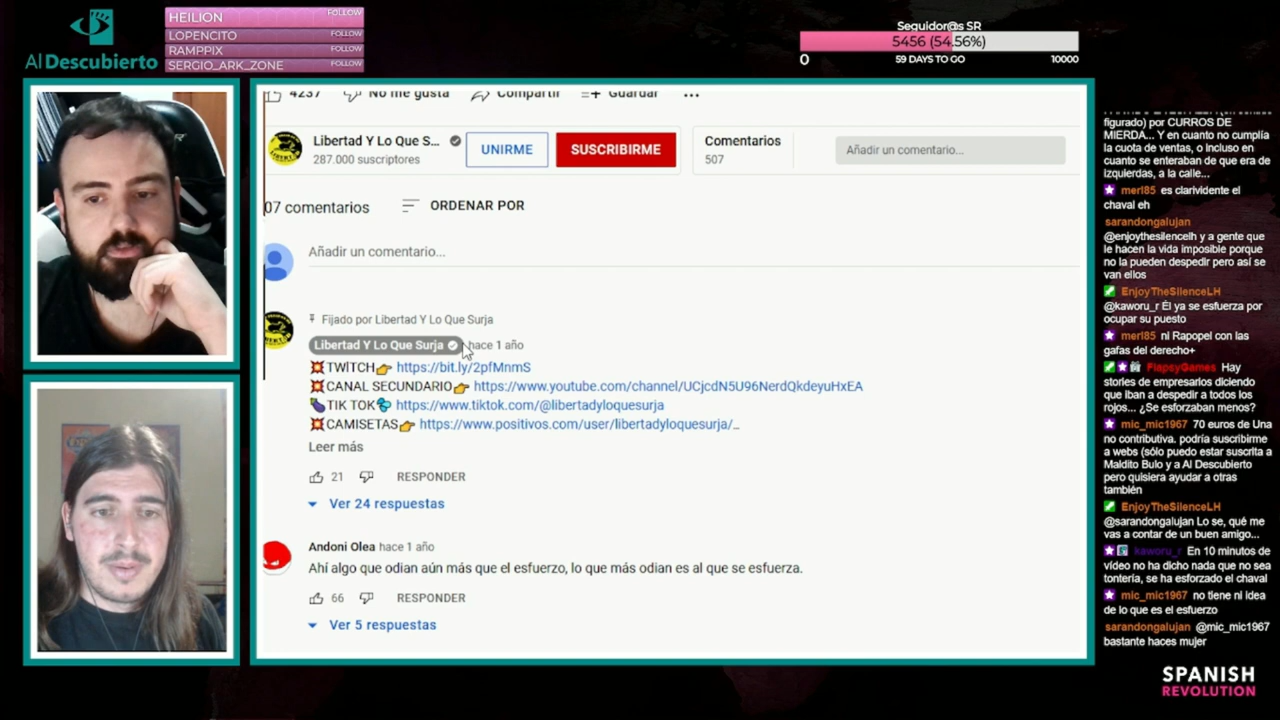 Al Descubierto
HEILION FOLLOW
LOPENCITO FOLLOW
RAMPPIX FOLLOW
SERGIO_ARK_ZONE FOLLOW
Seguidor@s SR
5456 (54.56%)
0 59 DAYS TO GO 10000
4237 No me gusta Compartir Guardar ...
Libertad Y Lo Que S...
287.000 suscriptores
UNIRME
SUSCRIBIRME
Comentarios
507
Añadir un comentario...
07 comentarios
ORDENAR POR
Añadir un comentario...
Fijado por Libertad Y Lo Que Surja
Libertad Y Lo Que Surja hace 1 año
💥TWITCH👉 https://bit.ly/2pfMnmS
💥CANAL SECUNDARIO👉 https://www.youtube.com/channel/UCjcdN5U96NerdQkdeyuHxEA
🍆TIK TOK💦 https://www.tiktok.com/@libertadyloquesurja
💥CAMISETAS👉 https://www.positivos.com/user/libertadyloquesurja/...
Leer más
21 RESPONDER
Ver 24 respuestas
Andoni Olea hace 1 año
Ahí algo que odian aún más que el esfuerzo, lo que más odian es al que se esfuerza.
66 RESPONDER
Ver 5 respuestas
figurado) por CURROS DE
MIERDA... Y en cuanto no cumplía
la cuota de ventas, o incluso en
cuanto se enteraban de que era de
izquierdas, a la calle...
merl85 es clarividente el
chaval eh
sarandongalujan
@enjoythesilencelh y a gente que
le hacen la vida imposible porque
no la pueden despedir pero así se
van ellos
EnjoyTheSilenceLH
@kaworu_r Él ya se esfuerza por
ocupar su puesto
merl85 ni Rapopel con las
gafas del derecho+
FlapsyGames Hay
stories de empresarios diciendo
que iban a despedir a todos los
rojos... ¿Se esforzaban menos?
mic_mic1967 70 euros de Una
no contributiva. podría suscribirme
a webs (sólo puedo estar suscrita a
Maldito Bulo y a Al Descubierto
pero quisiera ayudar a otras
también
EnjoyTheSilenceLH
@sarandongalujan Lo se, qué me
vas a contar de un buen amigo...
kaworu_r En 10 minutos de
vídeo no ha dicho nada que no sea
tontería, se ha esforzado el chaval
mic_mic1967 no tiene ni idea
de lo que es el esfuerzo
sarandongalujan @mic_mic1967
bastante haces mujer
SPANISH
REVOLUTION